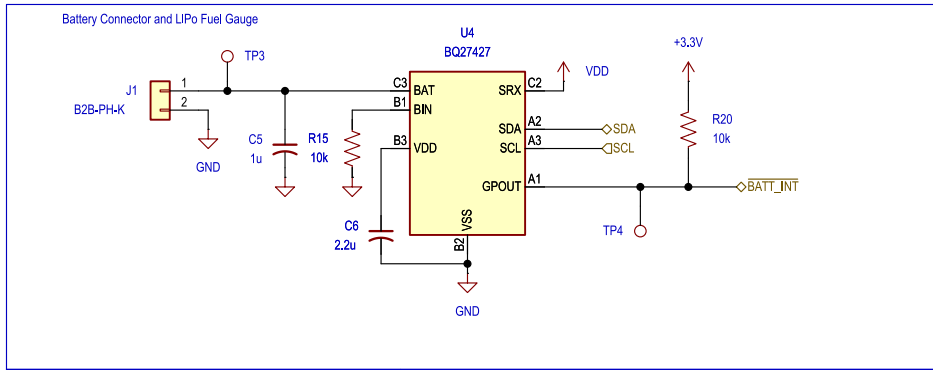 Battery Connector and LIPo Fuel Gauge
U4
BQ27427
+3.3V
TP3
VDD
J1
B2B-PH-K
1
2
C3
BAT
B1
BIN
B3
VDD
VSS
B2
SRX
C2
SDA
A2
SCL
A3
GPOUT
A1
SDA
SCL
R20
10k
GND
C5
1u
R15
10k
BATT_INT
TP4
C6
2.2u
GND